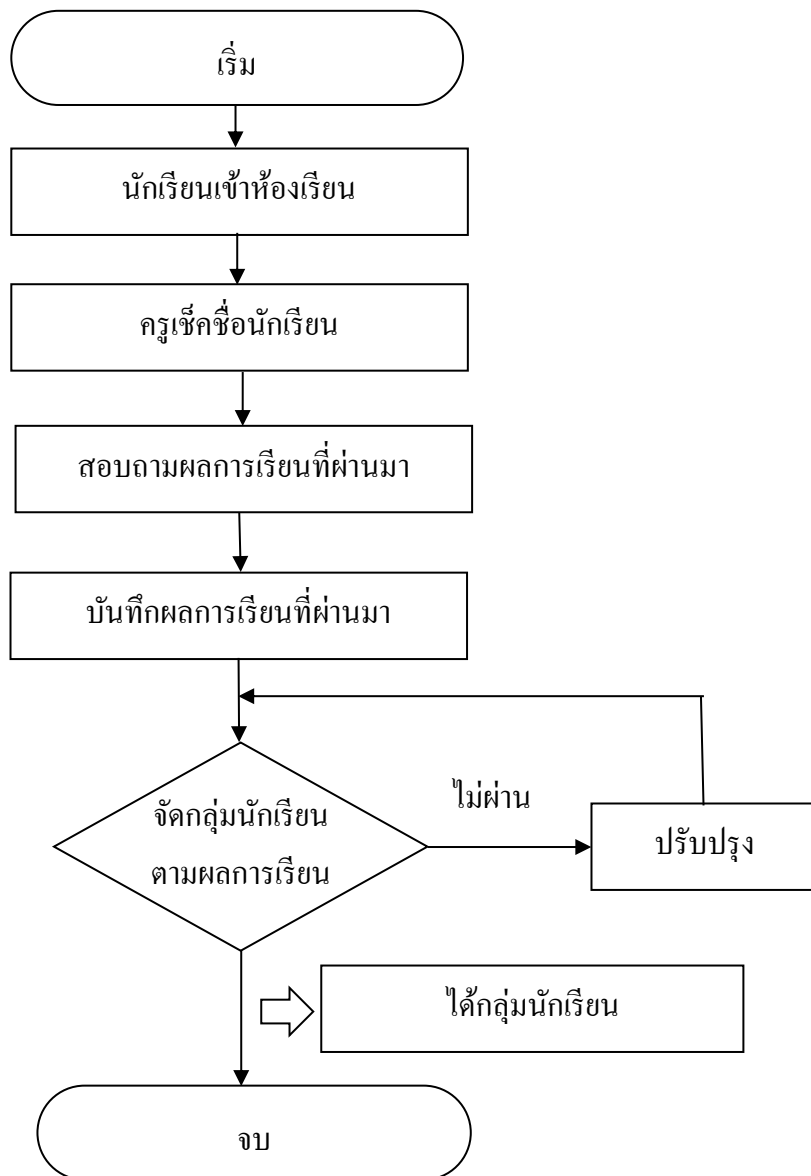 เริ่ม
นักเรียนเข้าห้องเรียน
ครูเช็คชื่อนักเรียน
สอบถามผลการเรียนที่ผ่านมา
บันทึกผลการเรียนที่ผ่านมา
จัดกลุ่มนักเรียน
ตามผลการเรียน
ไม่ผ่าน
ปรับปรุง
ได้กลุ่มนักเรียน
จบ